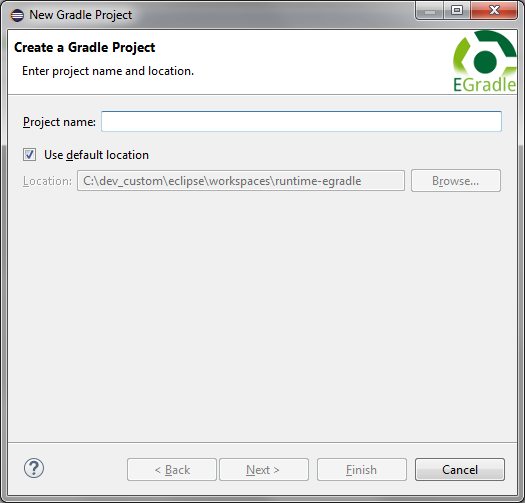 New Gradle Project
Create a Gradle Project
Enter project name and location.
EGradle
Project name:
Use default location
Location: C:\dev_custom\eclipse\workspaces\runtime-egradle Browse...
? < Back Next > Finish Cancel